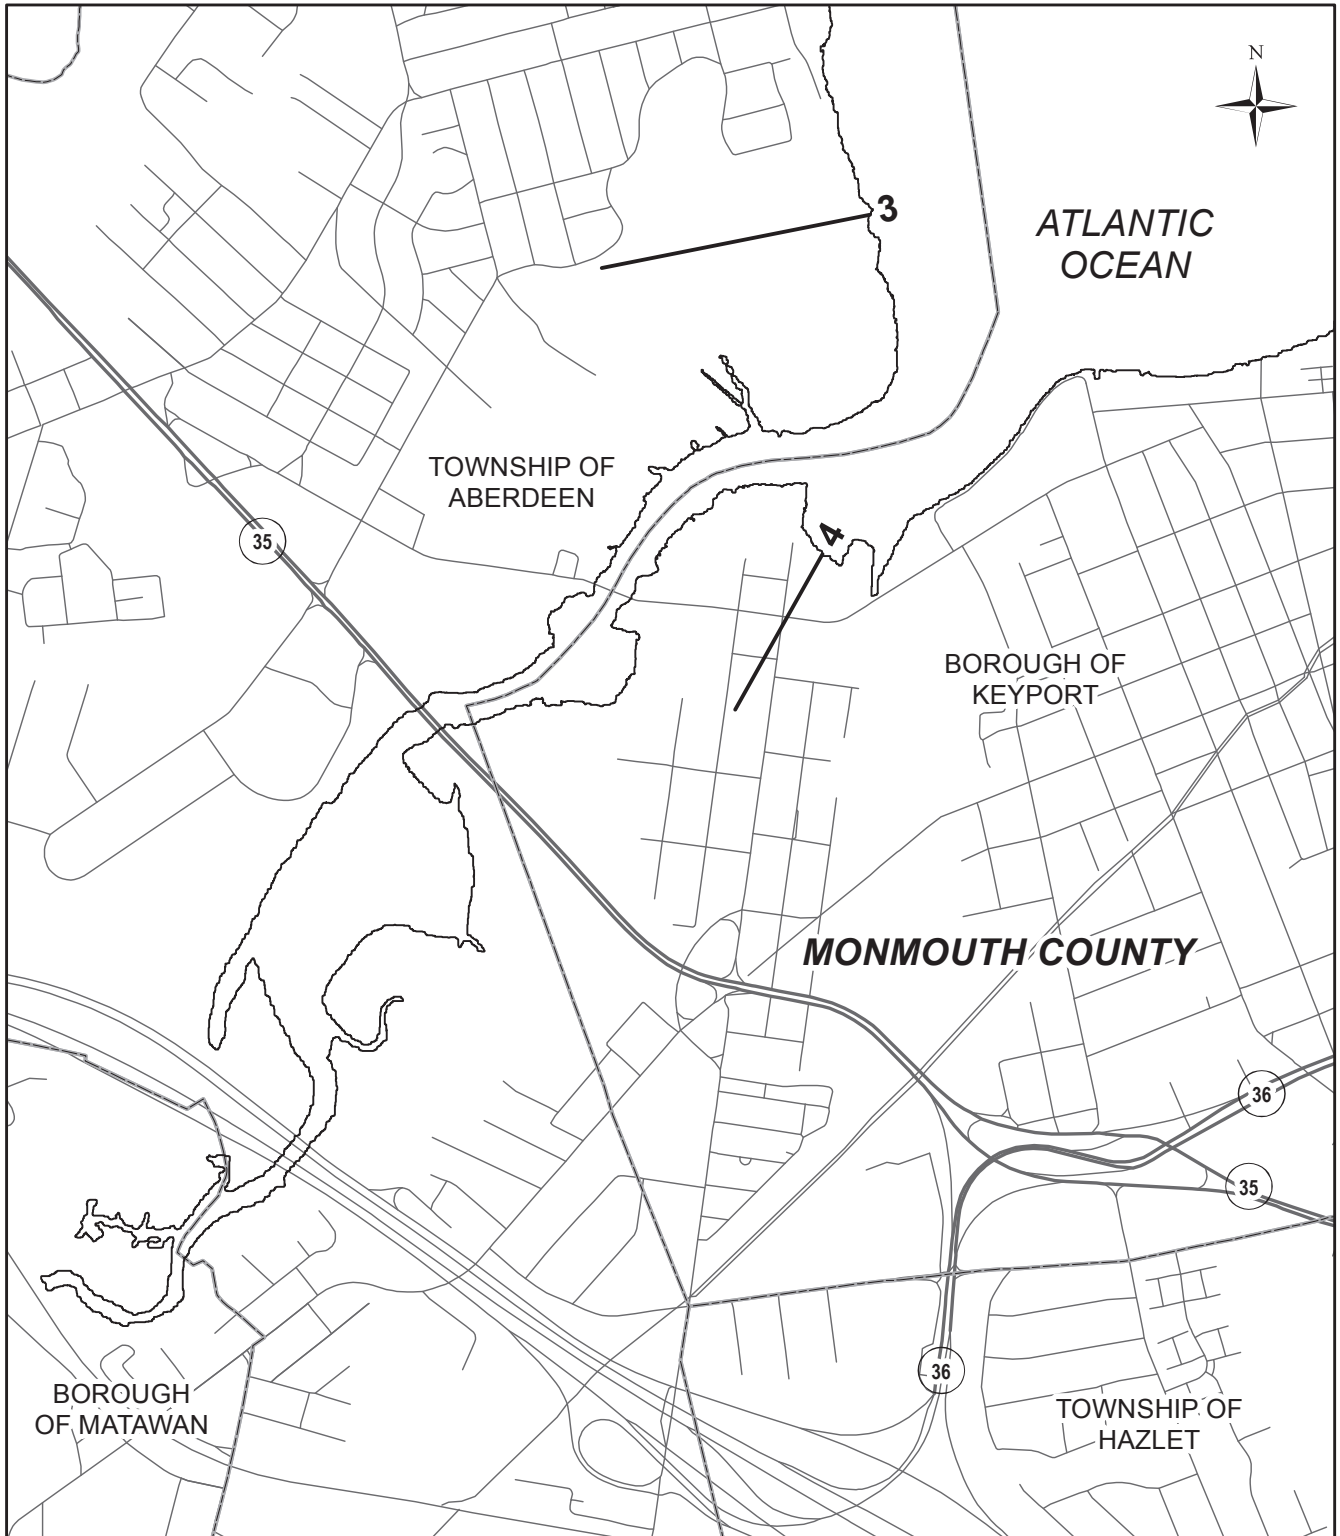 N
3
ATLANTIC
OCEAN
TOWNSHIP OF
ABERDEEN
35
4
BOROUGH OF
KEYPORT
MONMOUTH COUNTY
36
35
36
BOROUGH
OF MATAWAN
TOWNSHIP OF
HAZLET